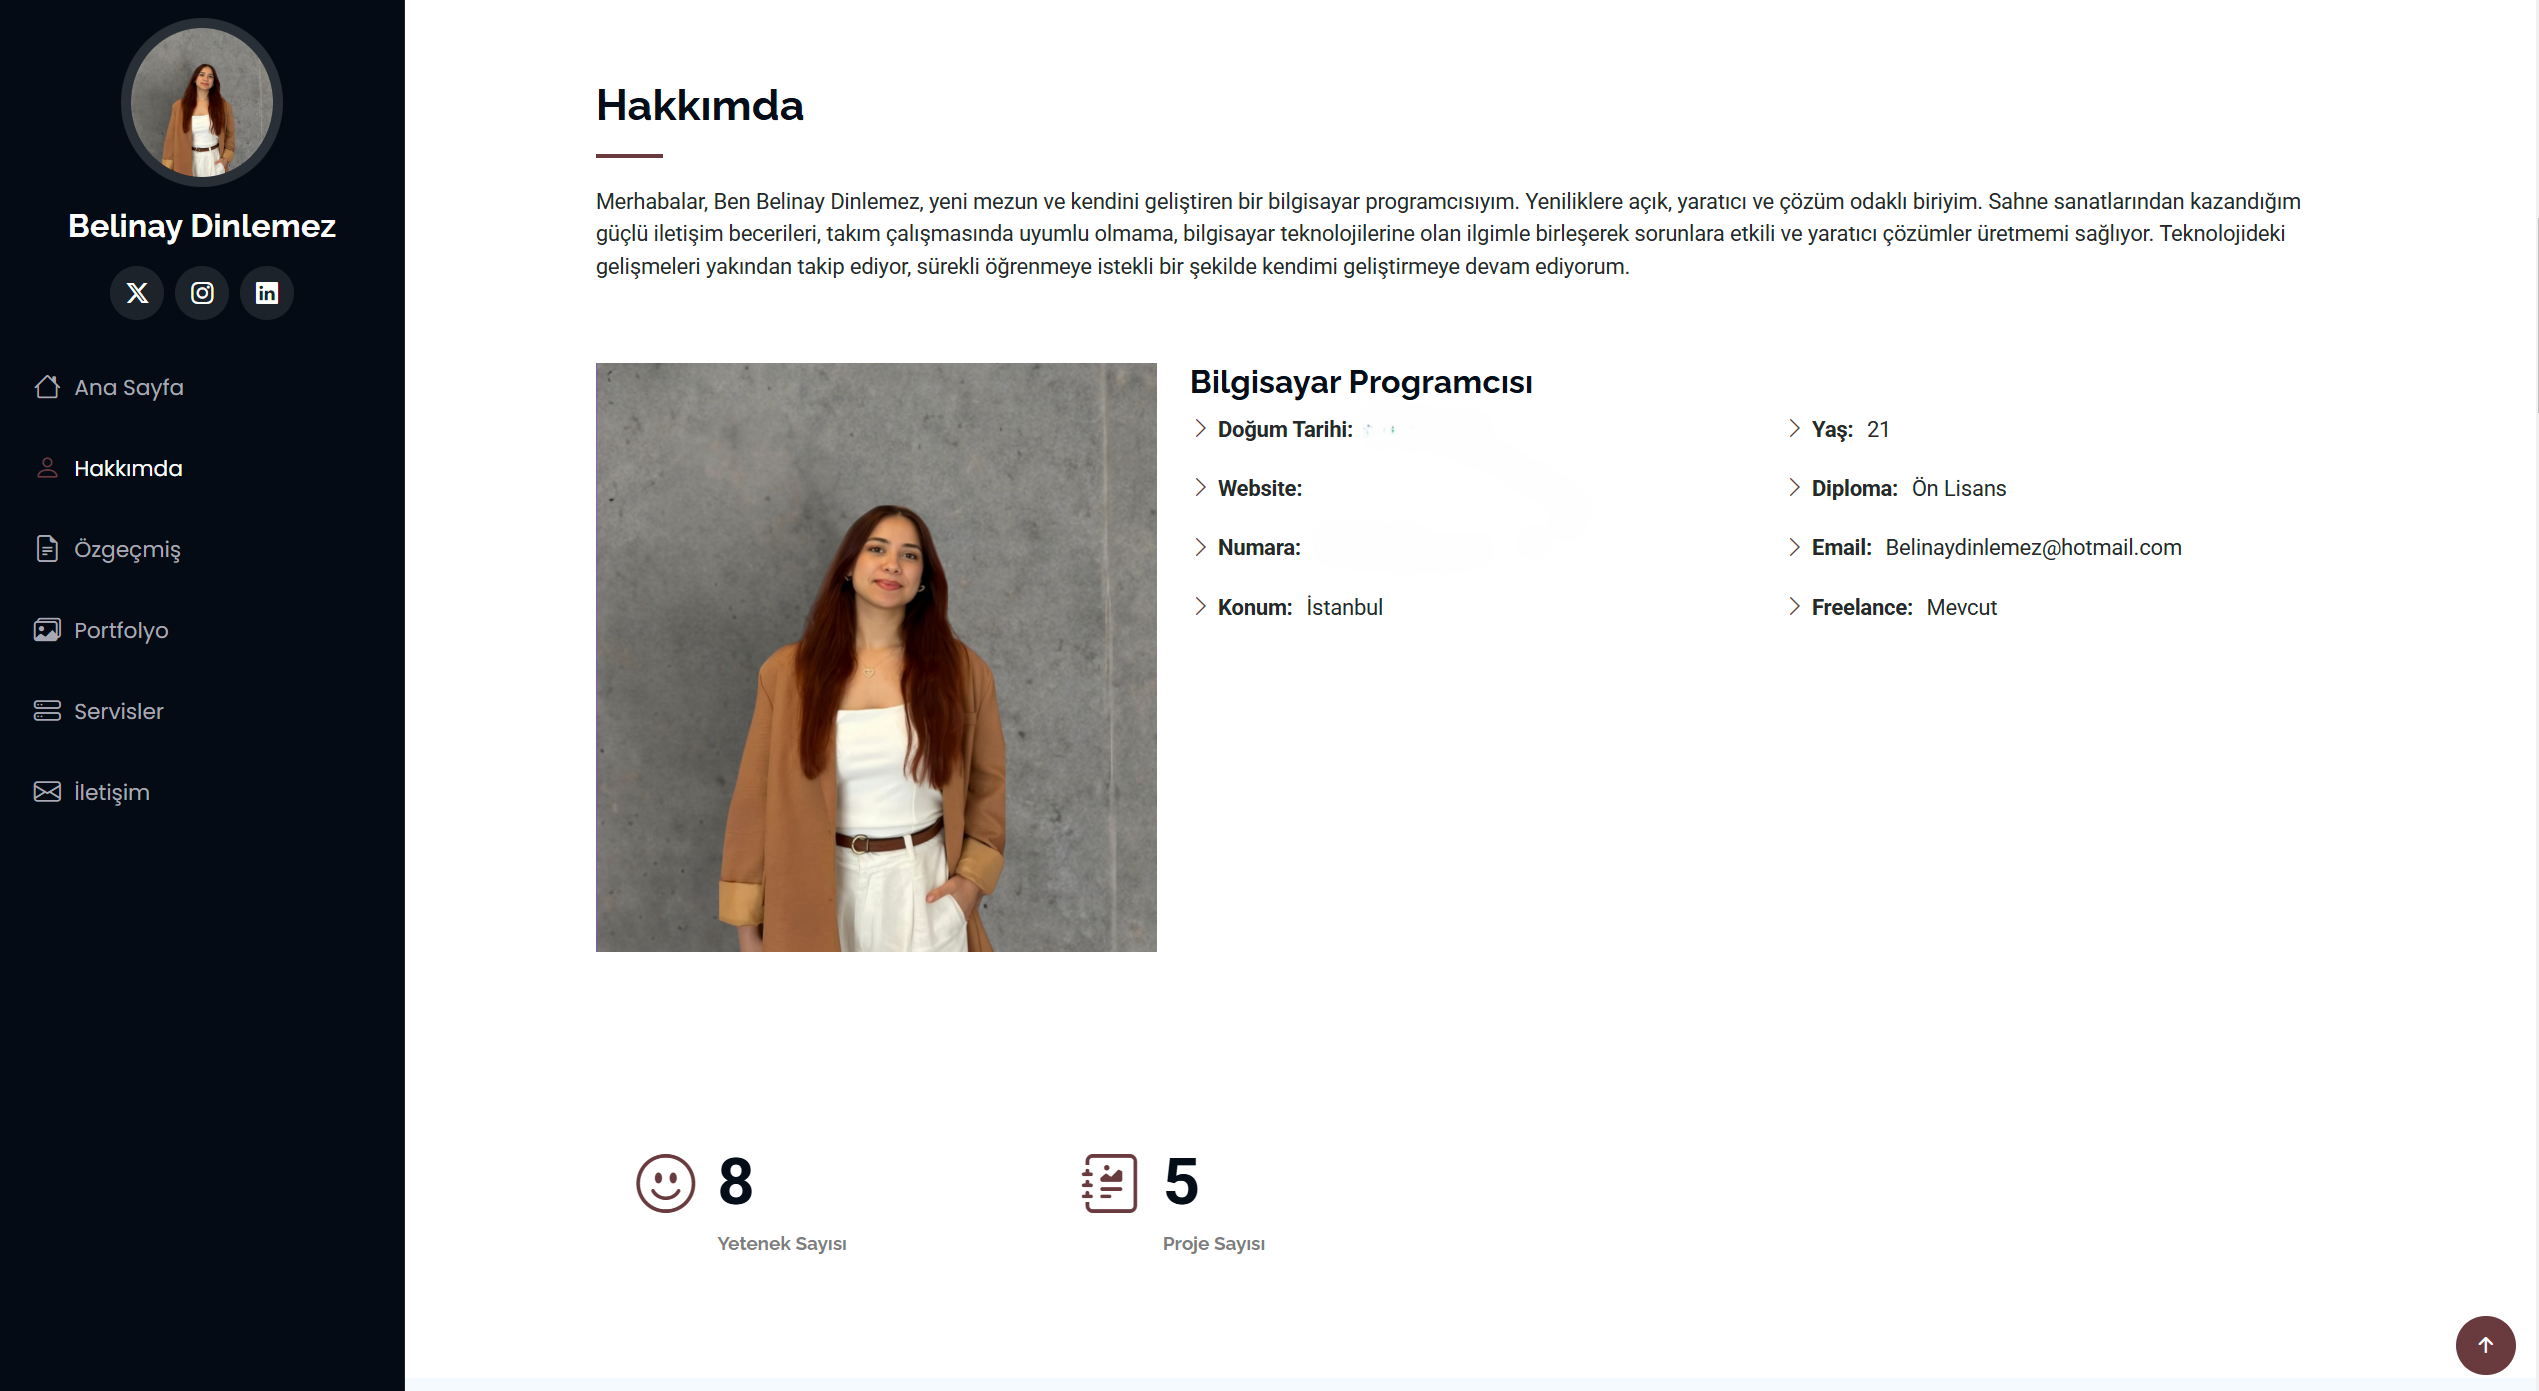 Belinay Dinlemez
Ana Sayfa
Hakkımda
Özgeçmiş
Portfolyo
Servisler
İletişim
Hakkımda
Merhabalar, Ben Belinay Dinlemez, yeni mezun ve kendini geliştiren bir bilgisayar programcısıyım. Yeniliklere açık, yaratıcı ve çözüm odaklı biriyim. Sahne sanatlarından kazandığım
güçlü iletişim becerileri, takım çalışmasında uyumlu olmama, bilgisayar teknolojilerine olan ilgimle birleşerek sorunlara etkili ve yaratıcı çözümler üretmemi sağlıyor. Teknolojideki
gelişmeleri yakından takip ediyor, sürekli öğrenmeye istekli bir şekilde kendimi geliştirmeye devam ediyorum.
Bilgisayar Programcısı
Doğum Tarihi:
Website:
Numara:
Konum: İstanbul
Yaş: 21
Diploma: Ön Lisans
Email: Belinaydinlemez@hotmail.com
Freelance: Mevcut
8
Yetenek Sayısı
5
Proje Sayısı